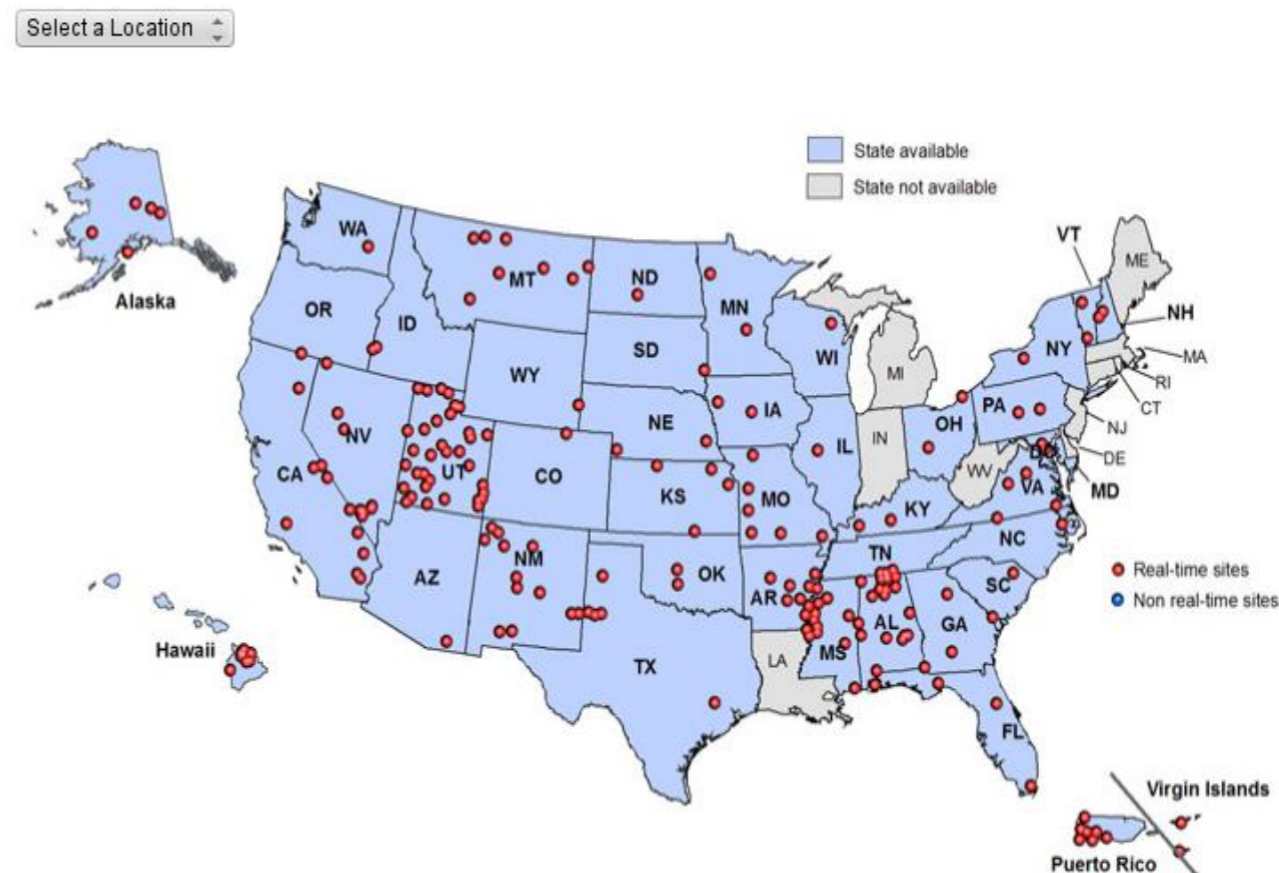 Select a Location
State available
State not available
Alaska
WA
MT
ND
MN
VT
ME
NH
OR
ID
SD
WI
MI
NY
MA
RI
CT
WY
NE
IA
IL
IN
OH
PA
NJ
DE
MD
NV
CA
UT
CO
KS
MO
KY
WV
VA
AZ
NM
OK
AR
TN
NC
SC
Real-time sites
Non real-time sites
Hawaii
TX
LA
MS
AL
GA
FL
Virgin Islands
Puerto Rico